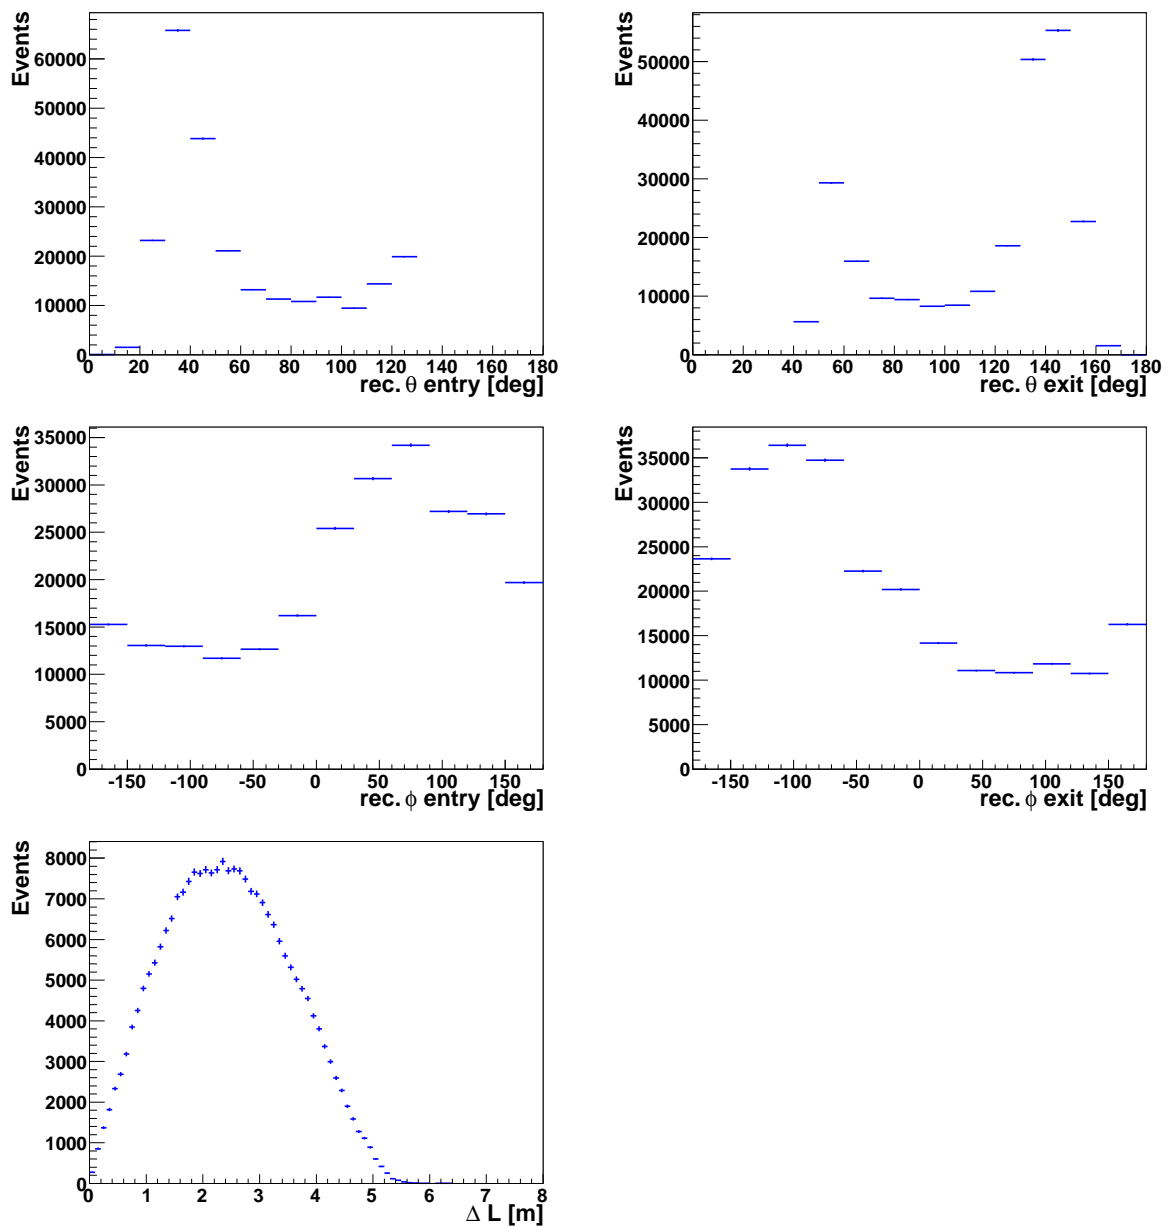 Events
60000
50000
40000
30000
20000
10000
0
0 20 40 60 80 100 120 140 160 180
rec. θ entry [deg]
Events
50000
40000
30000
20000
10000
0
0 20 40 60 80 100 120 140 160 180
rec. θ exit [deg]
Events
35000
30000
25000
20000
15000
10000
5000
0
-150 -100 -50 0 50 100 150
rec. ϕ entry [deg]
Events
35000
30000
25000
20000
15000
10000
5000
0
-150 -100 -50 0 50 100 150
rec. ϕ exit [deg]
Events
8000
7000
6000
5000
4000
3000
2000
1000
0
0 1 2 3 4 5 6 7 8
Δ L [m]